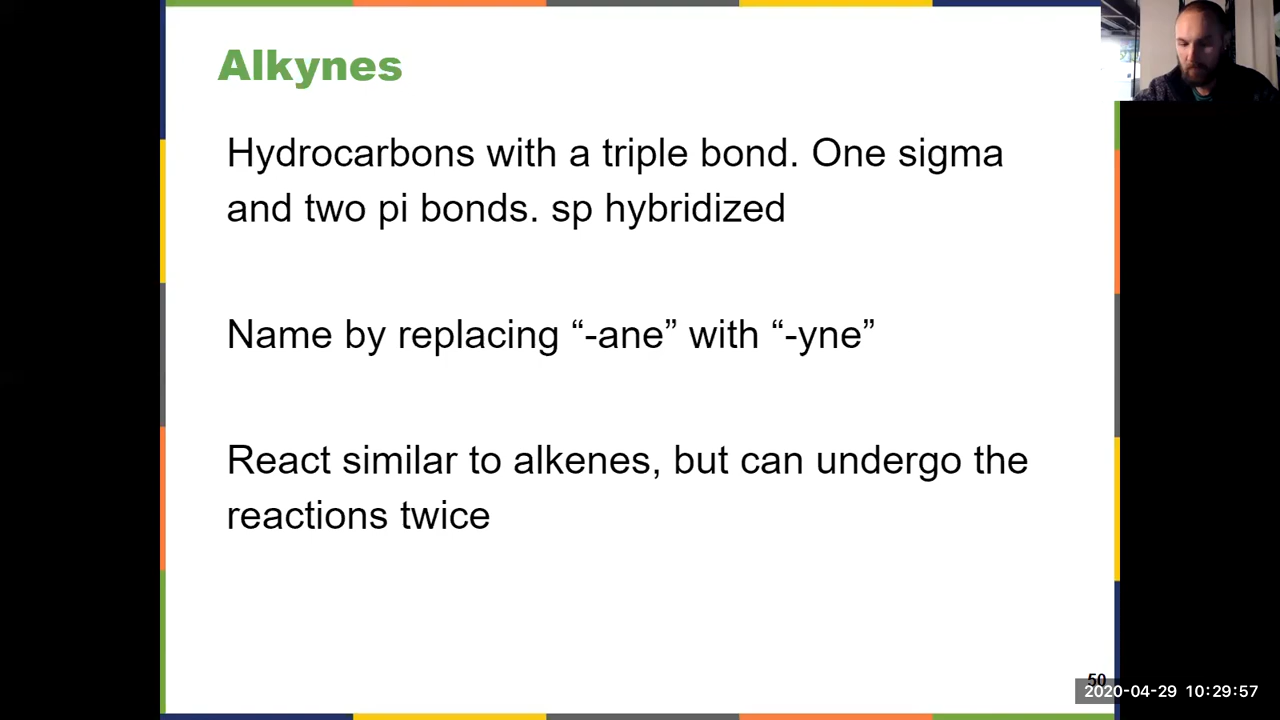 Alkynes
Hydrocarbons with a triple bond. One sigma
and two pi bonds. sp hybridized
Name by replacing “-ane” with “-yne”
React similar to alkenes, but can undergo the
reactions twice
50
2020-04-29 10:29:57